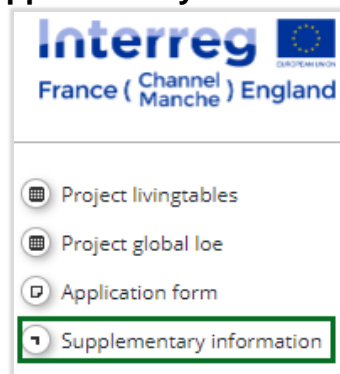 Interreg
EUROPEAN UNION
France ( Channel
Manche ) England
Project livingtables
Project global loe
Application form
Supplementary information